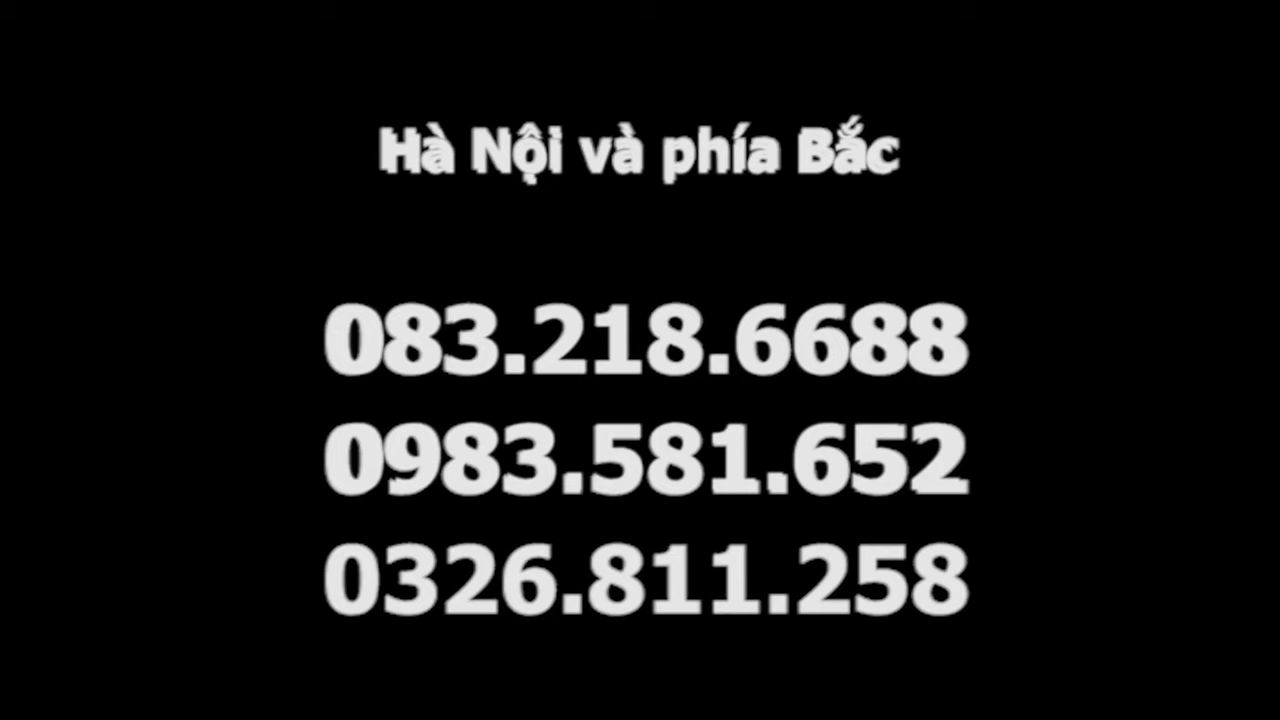 Hà Nội và phía Bắc
083.218.6688
0983.581.652
0326.811.258